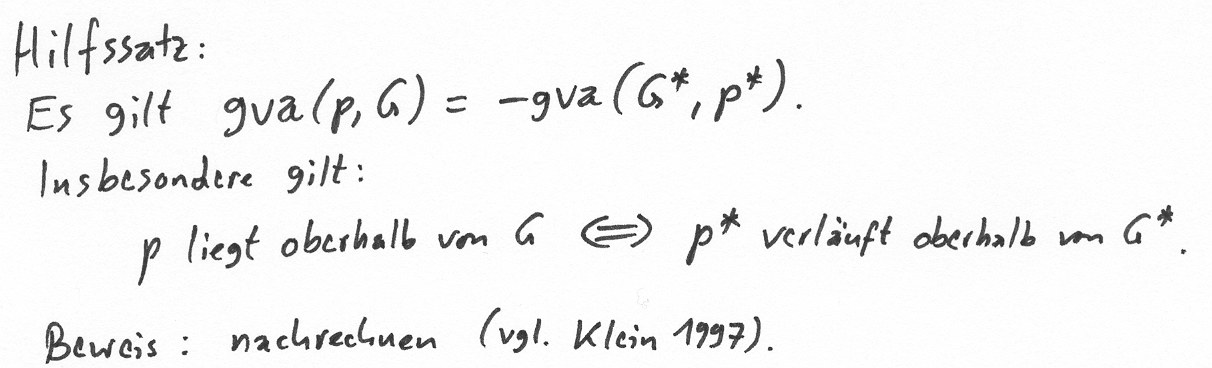 Hilfssatz:
Es gilt gva(p, G) = -gva(G*, p*).
Insbesondere gilt:
p liegt oberhalb von G ⟺ p* verläuft oberhalb von G*.
Beweis: nachrechnen (vgl. Klein 1997).